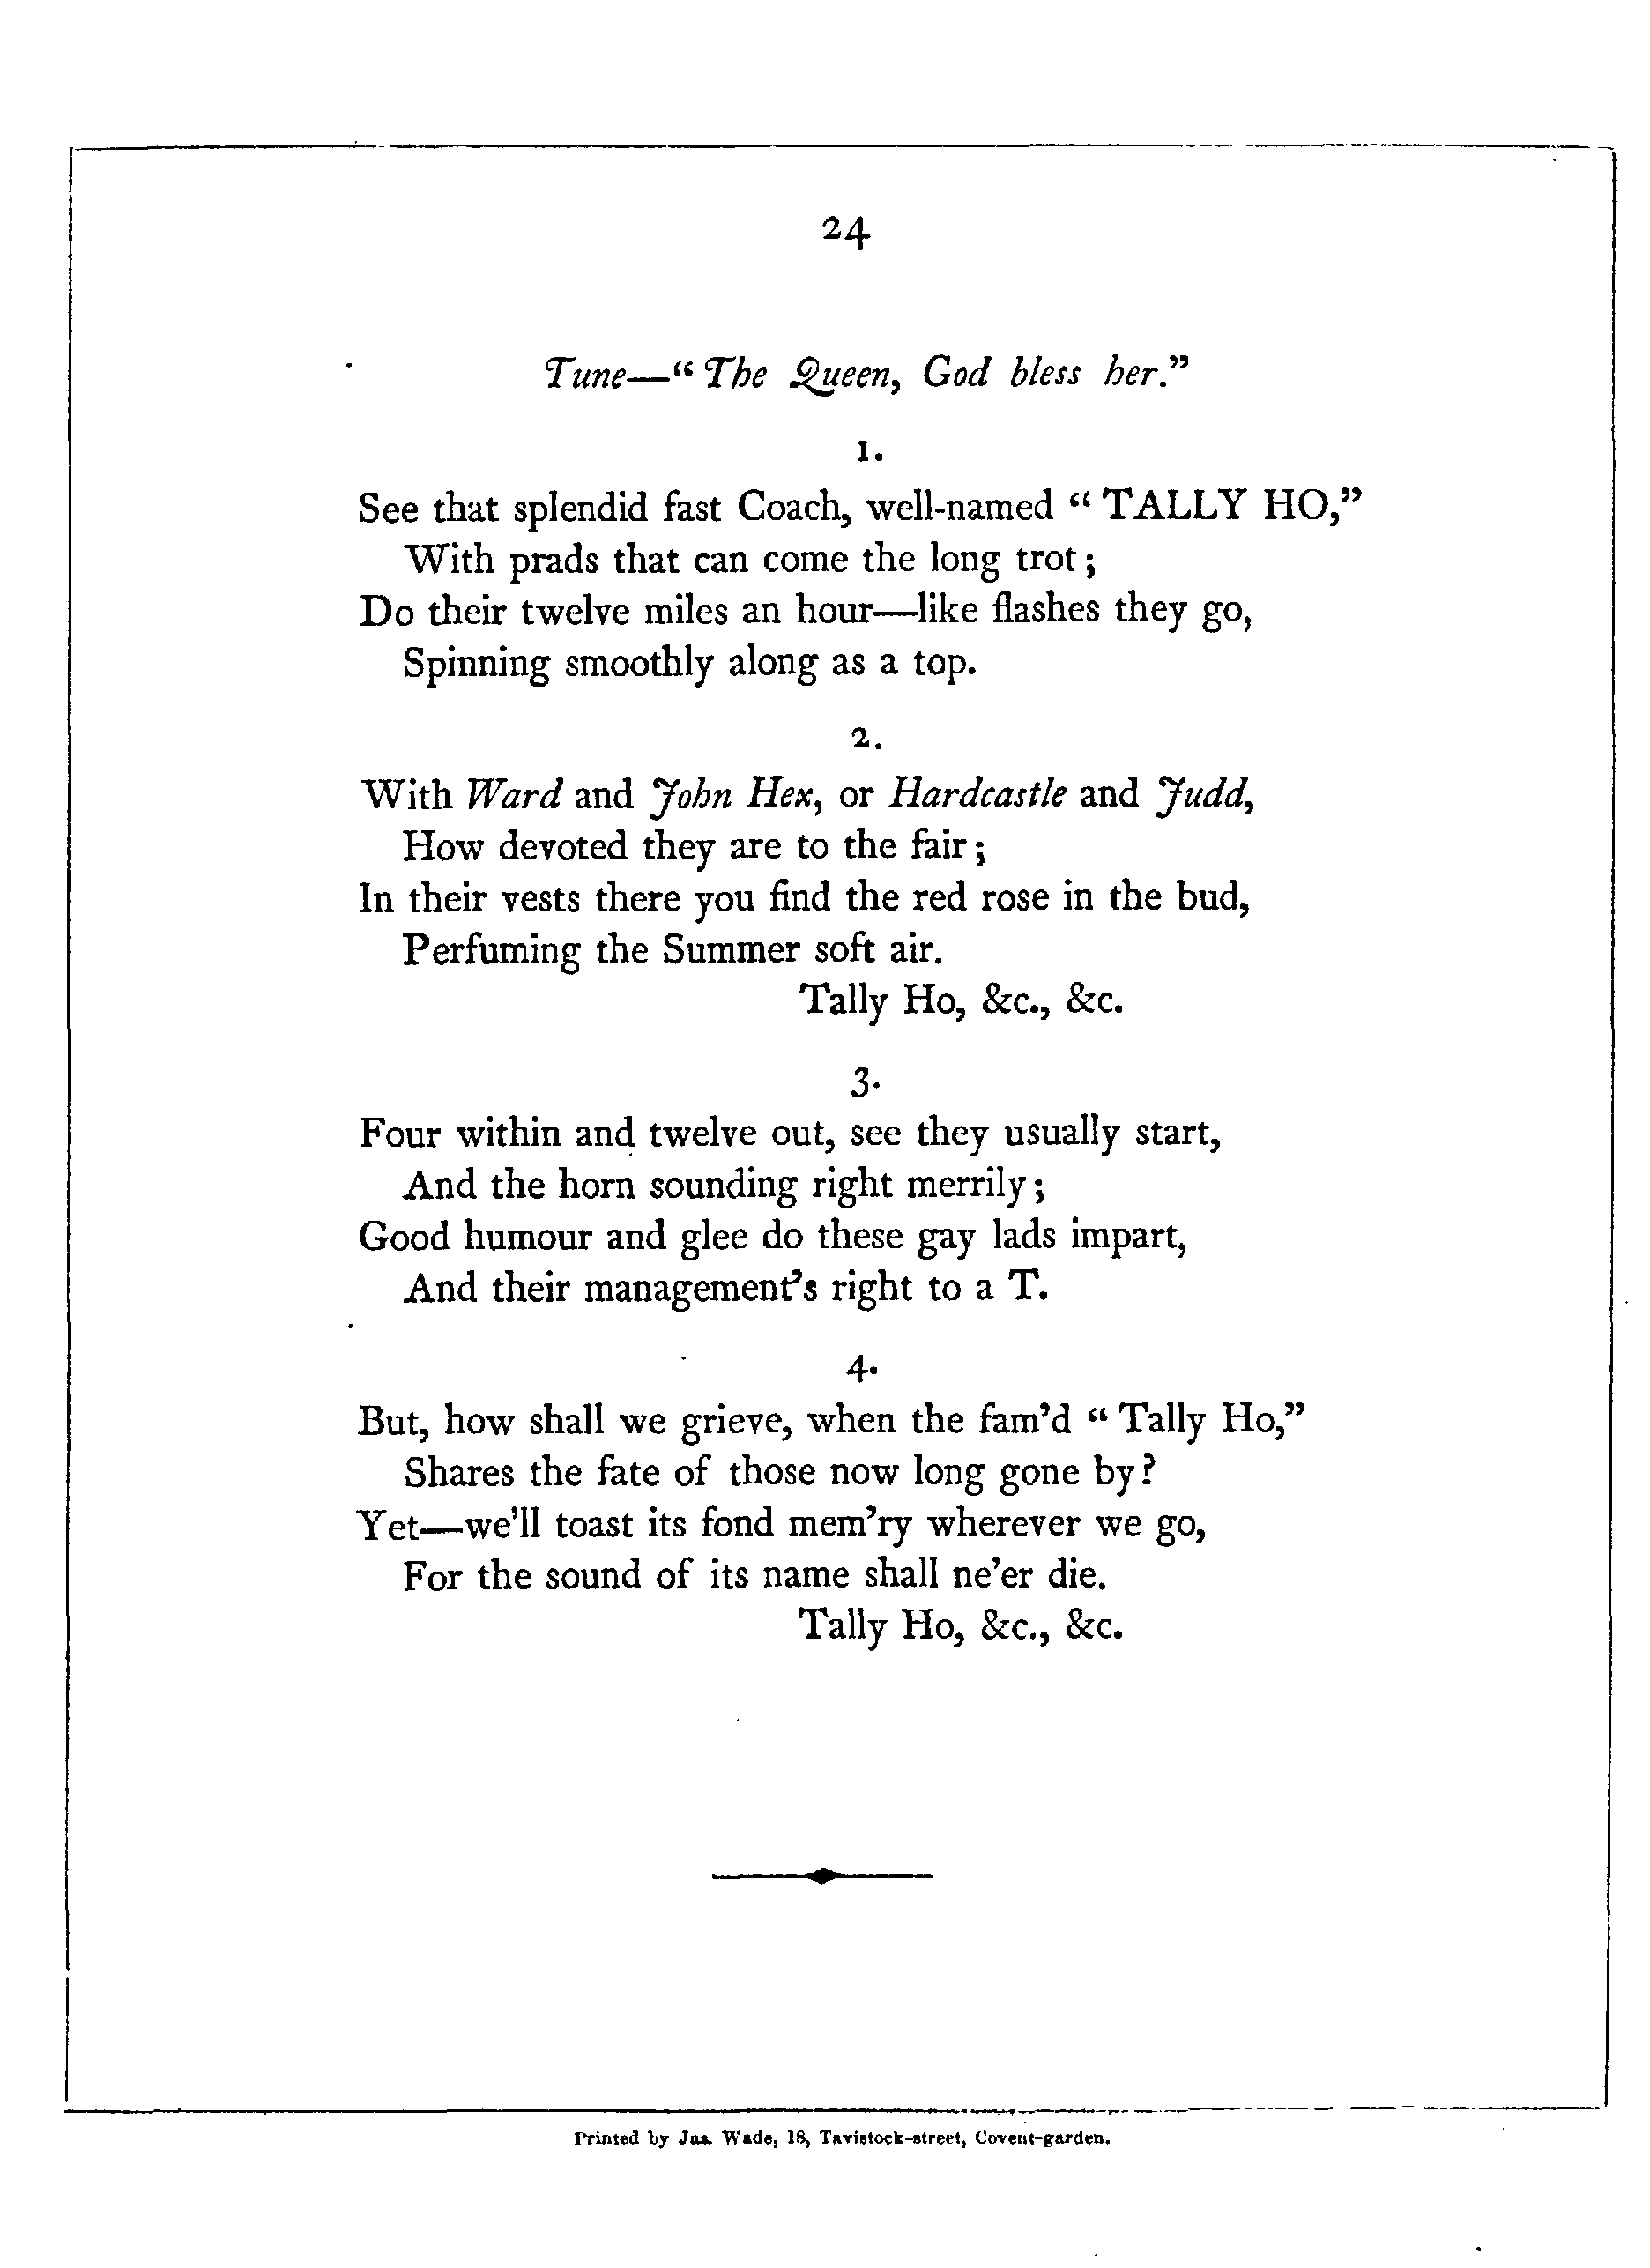 24
Tune—“The Queen, God bless her.”
1.
See that splendid fast Coach, well-named “TALLY HO,”
With prads that can come the long trot;
Do their twelve miles an hour—like flashes they go,
Spinning smoothly along as a top.
2.
With Ward and John Hex, or Hardcastle and Judd,
How devoted they are to the fair;
In their vests there you find the red rose in the bud,
Perfuming the Summer soft air.
Tally Ho, &c., &c.
3.
Four within and twelve out, see they usually start,
And the horn sounding right merrily;
Good humour and glee do these gay lads impart,
And their management’s right to a T.
4.
But, how shall we grieve, when the fam’d “Tally Ho,”
Shares the fate of those now long gone by?
Yet—we’ll toast its fond mem’ry wherever we go,
For the sound of its name shall ne’er die.
Tally Ho, &c., &c.
Printed by Jas. Wade, 18, Tavistock-street, Covent-garden.